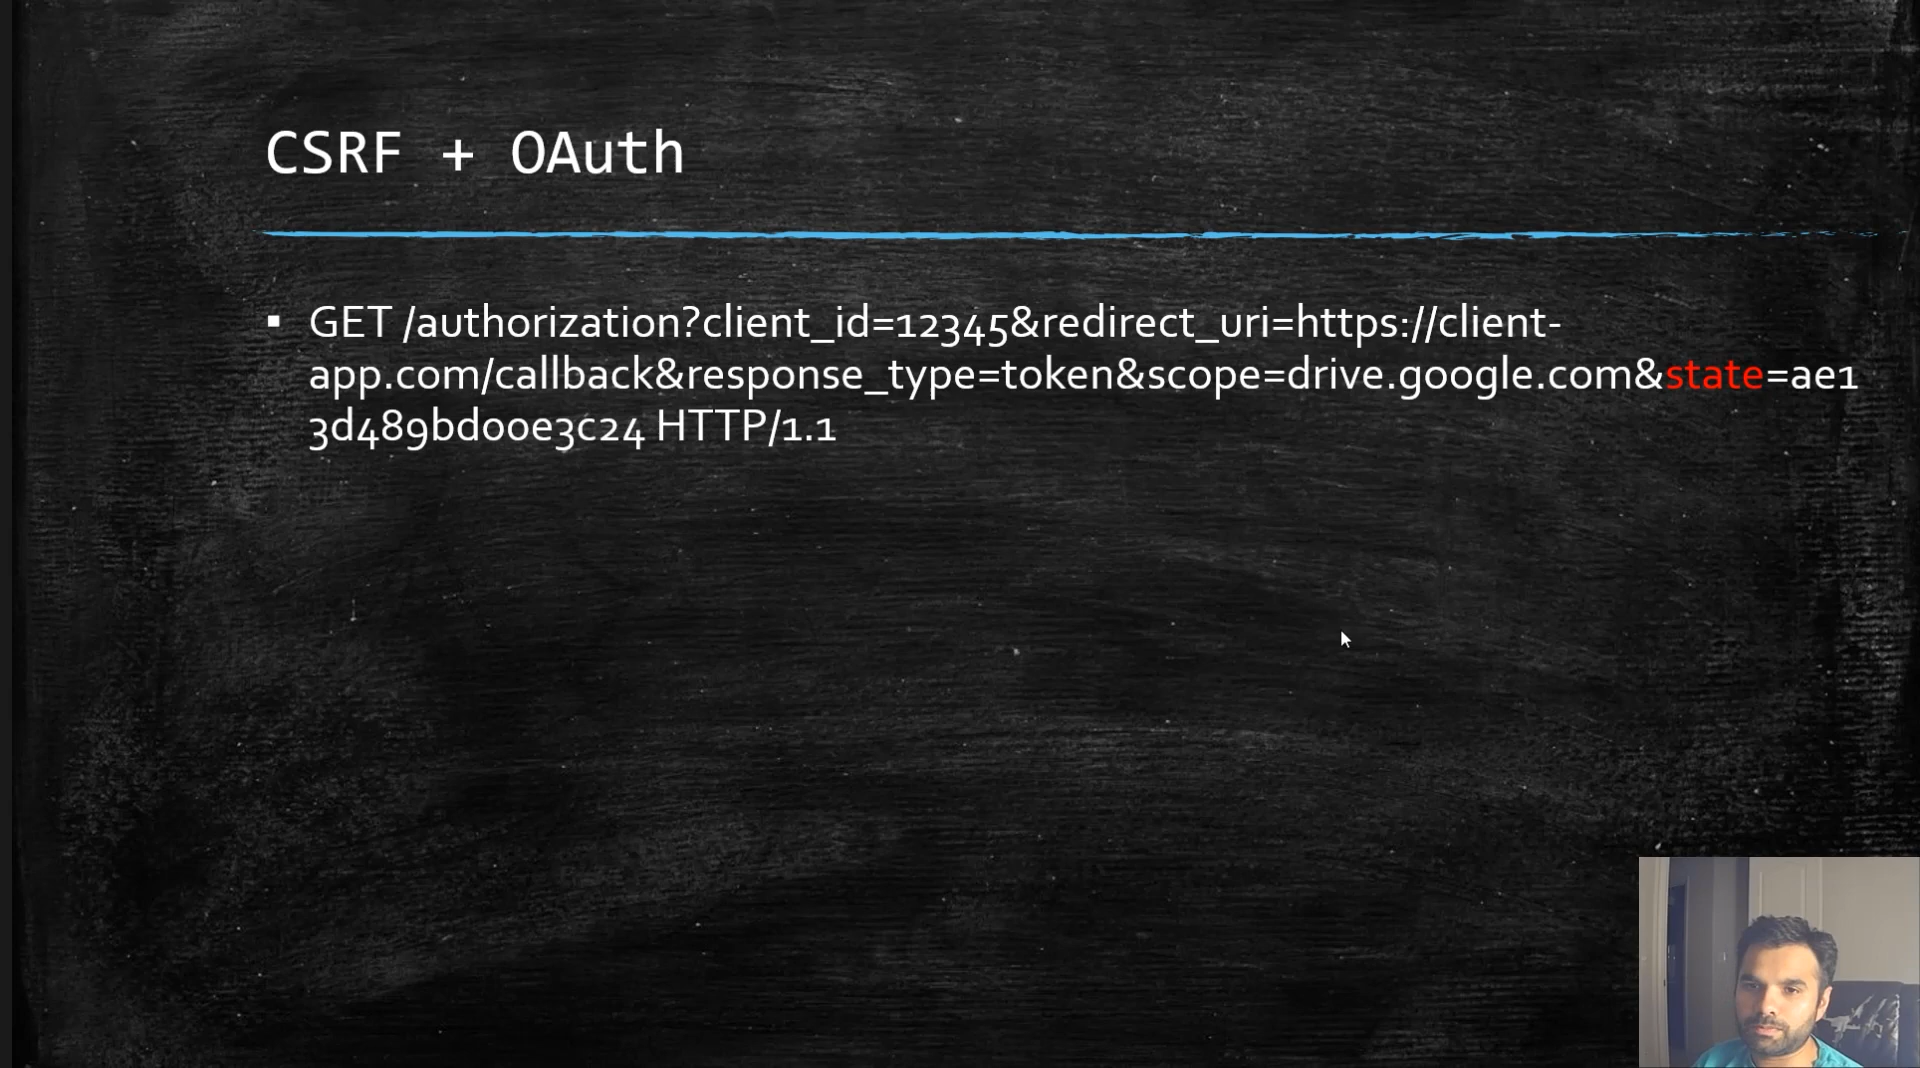 CSRF + OAuth
▪ GET /authorization?client_id=12345&redirect_uri=https://client-
app.com/callback&response_type=token&scope=drive.google.com&state=ae1
3d489bd00e3c24 HTTP/1.1